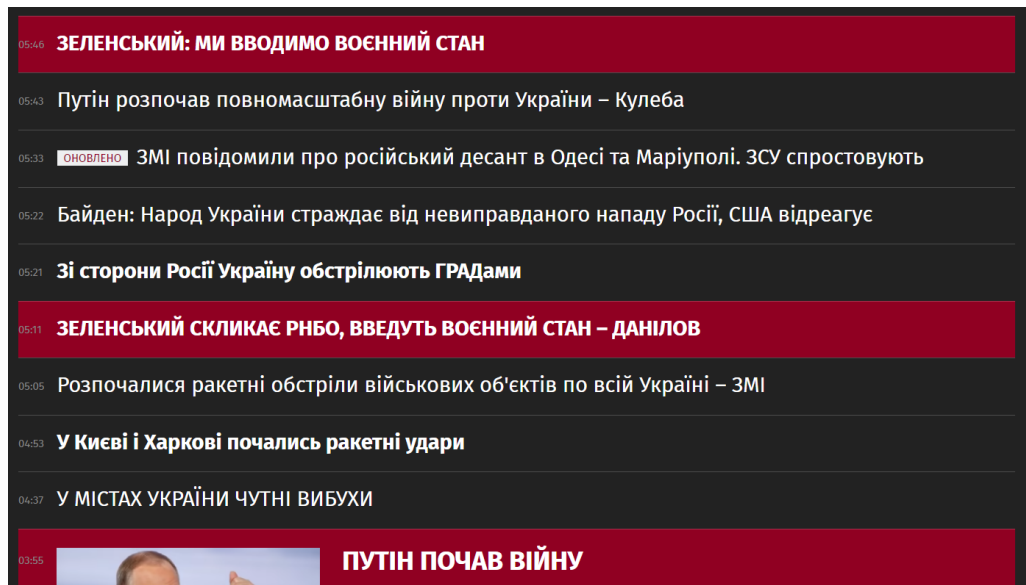 05:46 ЗЕЛЕНСЬКИЙ: МИ ВВОДИМО ВОЄННИЙ СТАН
05:43 Путін розпочав повномасштабну війну проти України – Кулеба
05:33 ОНОВЛЕНО ЗМІ повідомили про російський десант в Одесі та Маріуполі. ЗСУ спростовують
05:22 Байден: Народ України страждає від невиправданого нападу Росії, США відреагує
05:21 Зі сторони Росії Україну обстрілюють ГРАДами
05:11 ЗЕЛЕНСЬКИЙ СКЛИКАЄ РНБО, ВВЕДУТЬ ВОЄННИЙ СТАН – ДАНІЛОВ
05:05 Розпочалися ракетні обстріли військових об'єктів по всій Україні – ЗМІ
04:53 У Києві і Харкові почались ракетні удари
04:37 У МІСТАХ УКРАЇНИ ЧУТНІ ВИБУХИ
03:55 ПУТІН ПОЧАВ ВІЙНУ